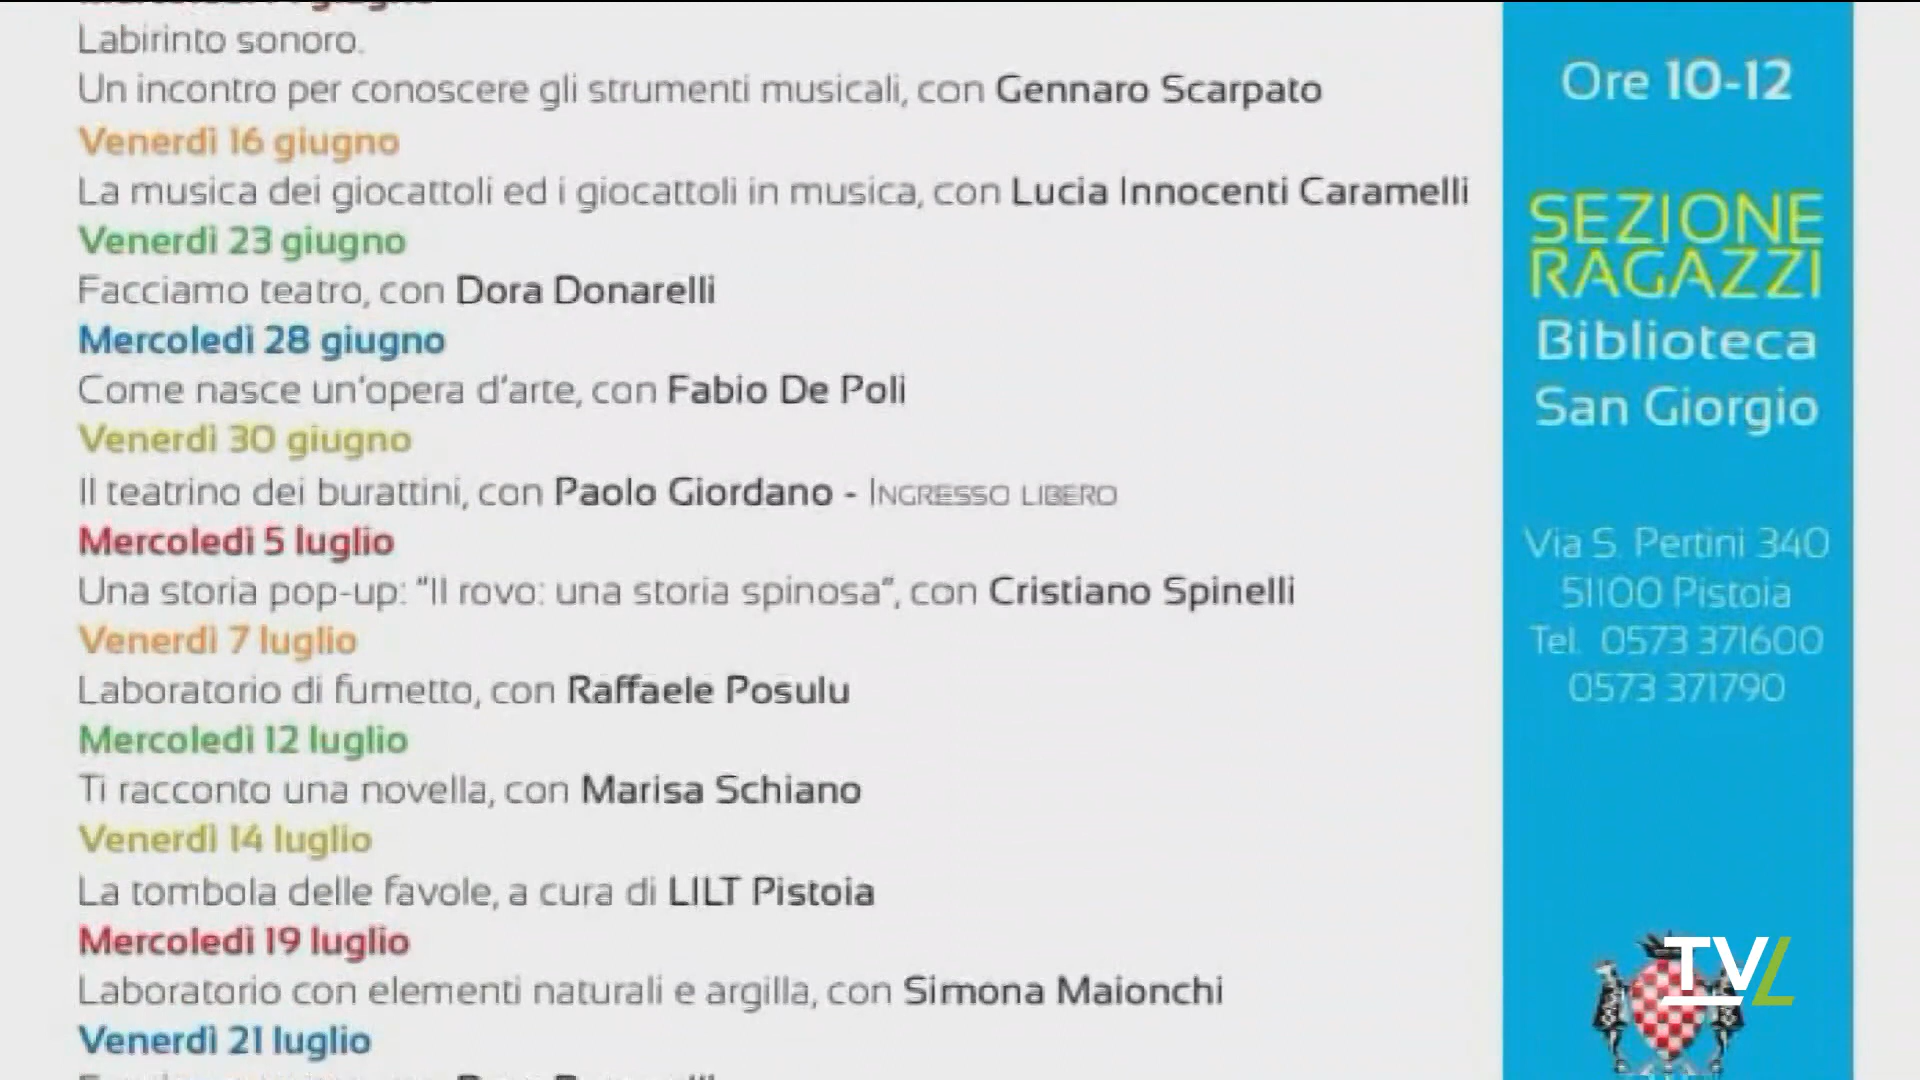 Labirinto sonoro.
Un incontro per conoscere gli strumenti musicali, con Gennaro Scarpato
Venerdì 16 giugno
La musica dei giocattoli ed i giocattoli in musica, con Lucia Innocenti Caramelli
Venerdì 23 giugno
Facciamo teatro, con Dora Donarelli
Mercoledì 28 giugno
Come nasce un'opera d'arte, con Fabio De Poli
Venerdì 30 giugno
Il teatrino dei burattini, con Paolo Giordano - INGRESSO LIBERO
Mercoledì 5 luglio
Una storia pop-up: "Il rovo: una storia spinosa", con Cristiano Spinelli
Venerdì 7 luglio
Laboratorio di fumetto, con Raffaele Posulu
Mercoledì 12 luglio
Ti racconto una novella, con Marisa Schiano
Venerdì 14 luglio
La tombola delle favole, a cura di LILT Pistoia
Mercoledì 19 luglio
Laboratorio con elementi naturali e argilla, con Simona Maionchi
Venerdì 21 luglio
Ore 10-12
SEZIONE
RAGAZZI
Biblioteca
San Giorgio
Via S. Pertini 340
51100 Pistoia
Tel. 0573 371600
0573 371790
TVL